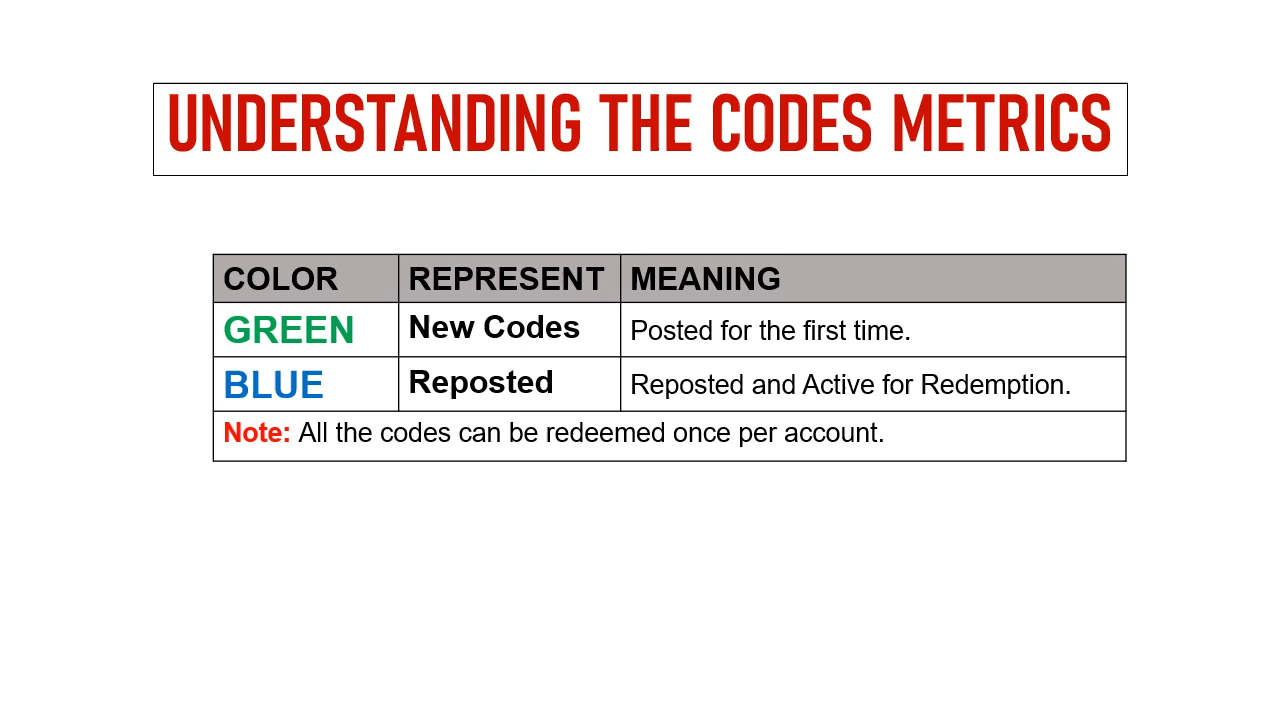 UNDERSTANDING THE CODES METRICS
COLOR REPRESENT MEANING
GREEN New Codes Posted for the first time.
BLUE Reposted Reposted and Active for Redemption.
Note: All the codes can be redeemed once per account.